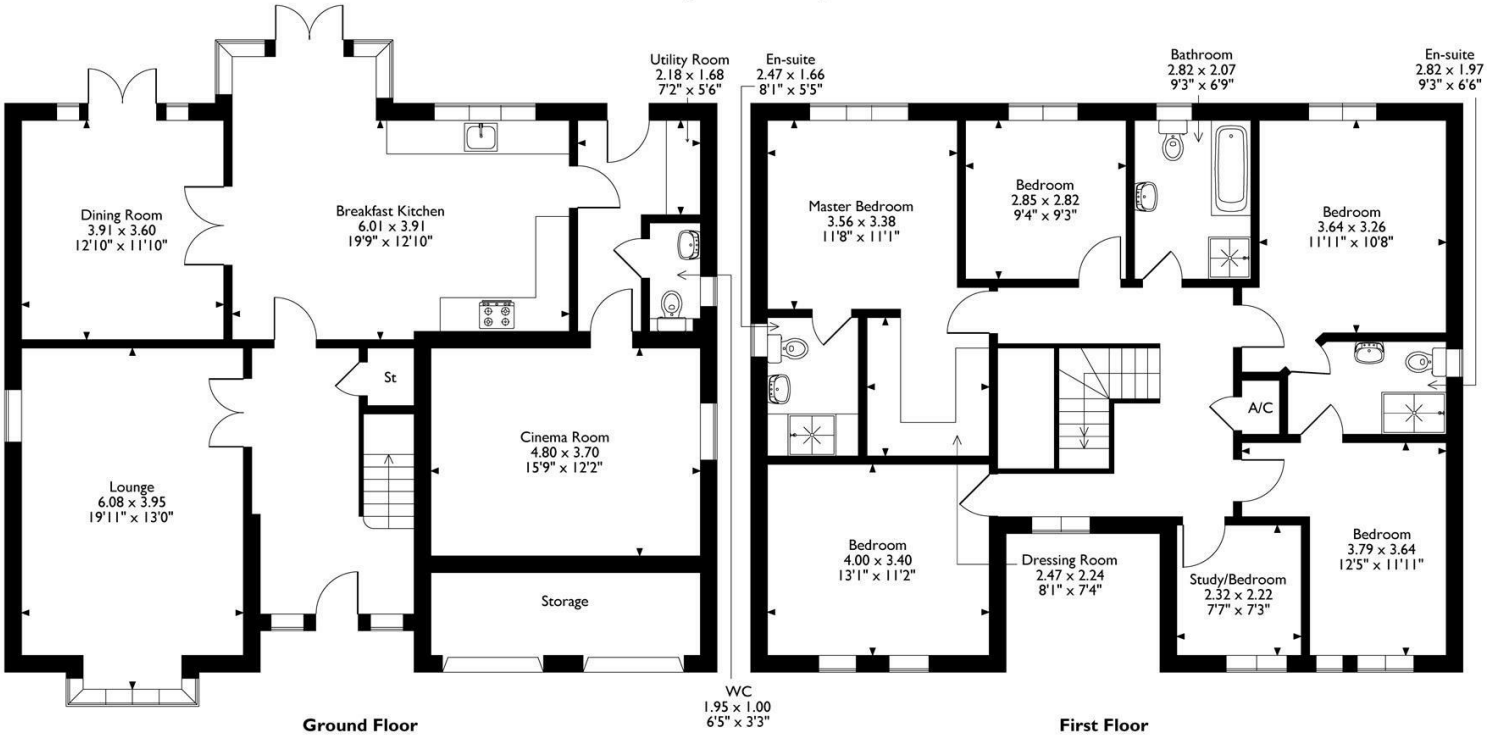 Utility Room
2.18 x 1.68
7'2" x 5'6"
En-suite
2.47 x 1.66
8'1" x 5'5"
Bathroom
2.82 x 2.07
9'3" x 6'9"
En-suite
2.82 x 1.97
9'3" x 6'6"
Dining Room
3.91 x 3.60
12'10" x 11'10"
Breakfast Kitchen
6.01 x 3.91
19'9" x 12'10"
Master Bedroom
3.56 x 3.38
11'8" x 11'1"
Bedroom
2.85 x 2.82
9'4" x 9'3"
Bedroom
3.64 x 3.26
11'11" x 10'8"
St
A/C
Cinema Room
4.80 x 3.70
15'9" x 12'2"
Lounge
6.08 x 3.95
19'11" x 13'0"
Storage
Bedroom
4.00 x 3.40
13'1" x 11'2"
Dressing Room
2.47 x 2.24
8'1" x 7'4"
Study/Bedroom
2.32 x 2.22
7'7" x 7'3"
Bedroom
3.79 x 3.64
12'5" x 11'11"
WC
1.95 x 1.00
6'5" x 3'3"
Ground Floor
First Floor